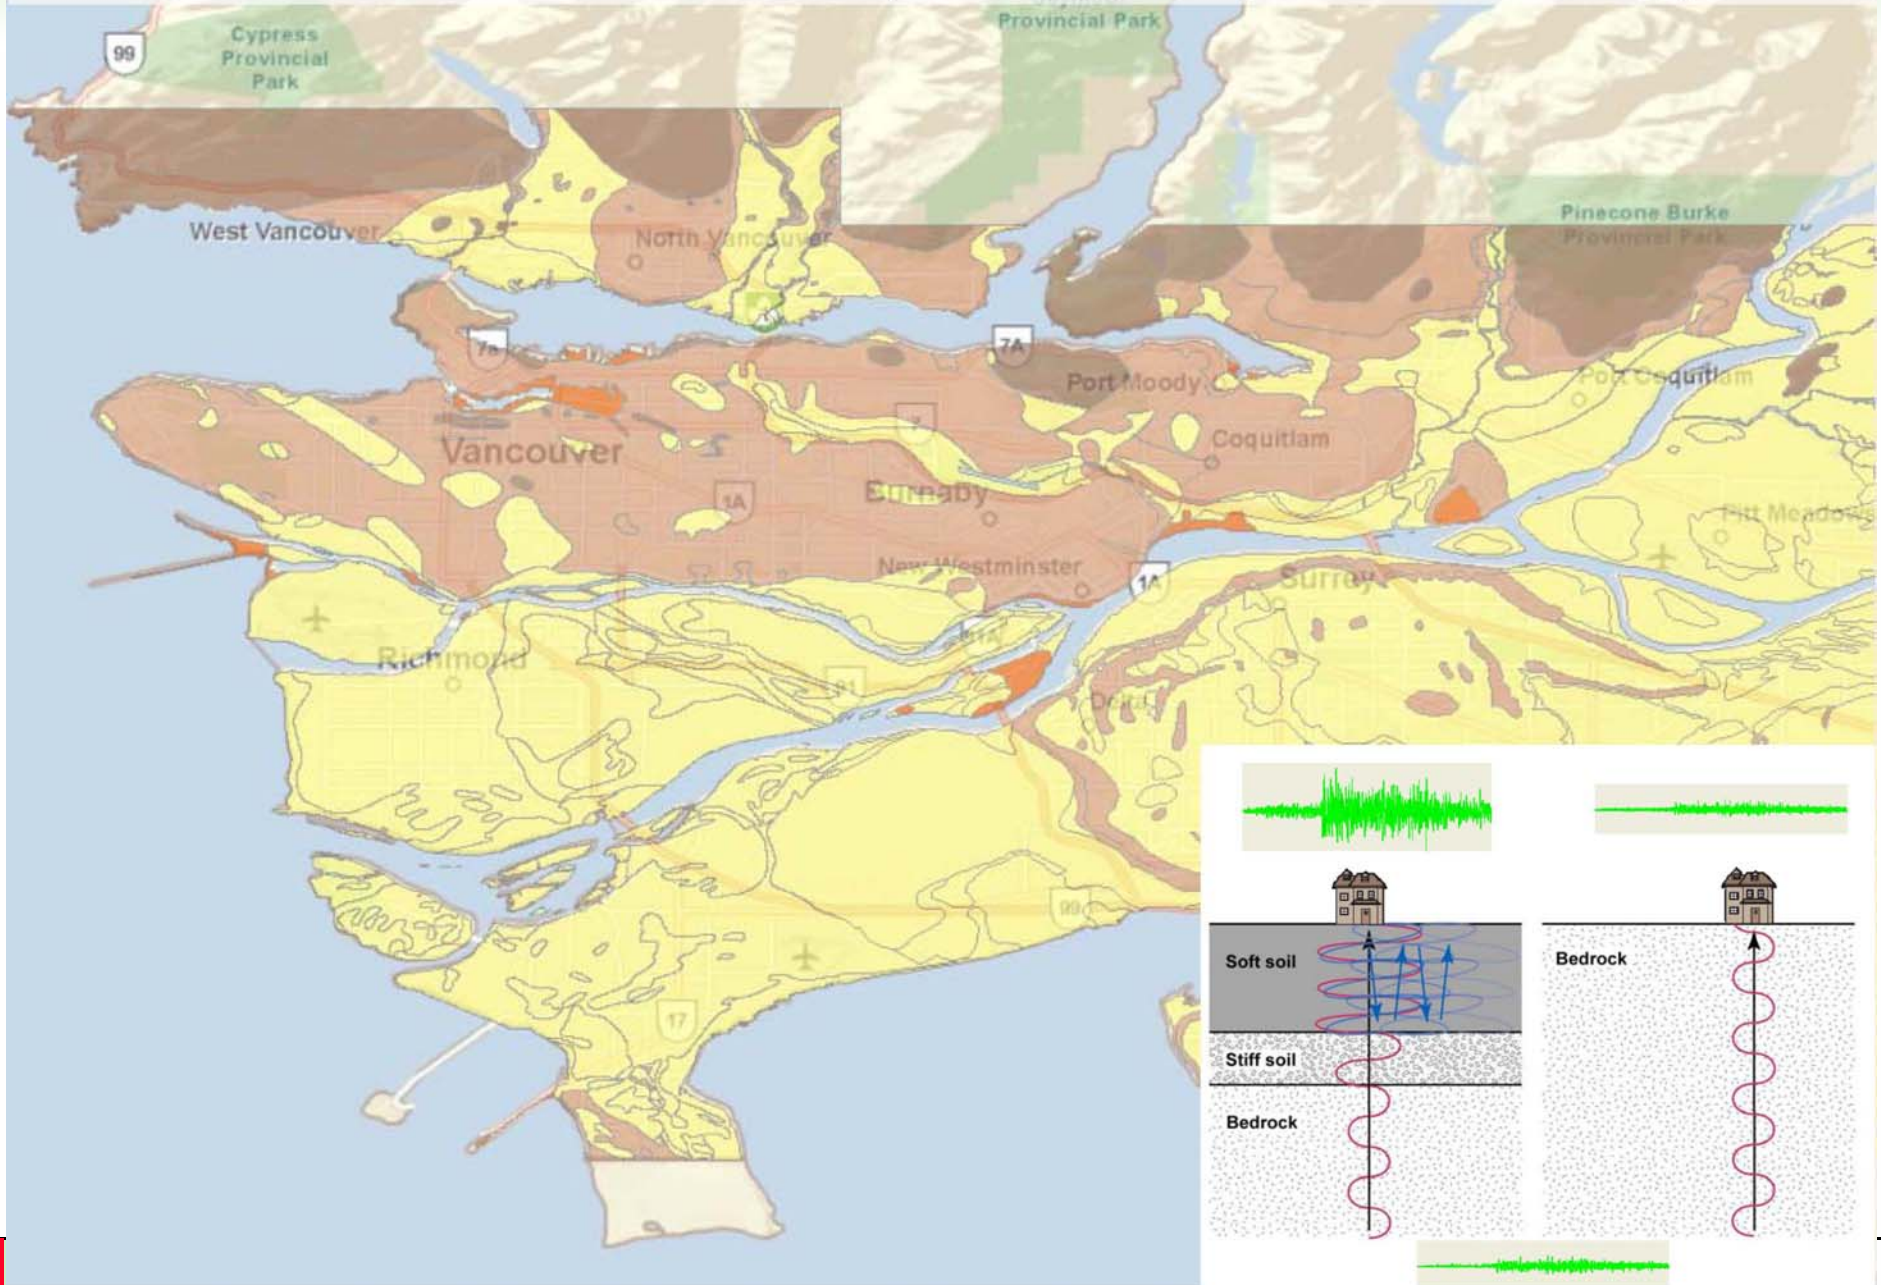 Provincial Park
99
Cypress
Provincial
Park
Pinecone Burke
Provincial Park
West Vancouver
North Vancouver
7a
7A
Port Moody
Port Coquitlam
7
Coquitlam
Vancouver
1A
Burnaby
Pitt Meadows
New Westminster
1A
Surrey
91A
Richmond
91
Delta
99
17
Soft soil
Stiff soil
Bedrock
Bedrock